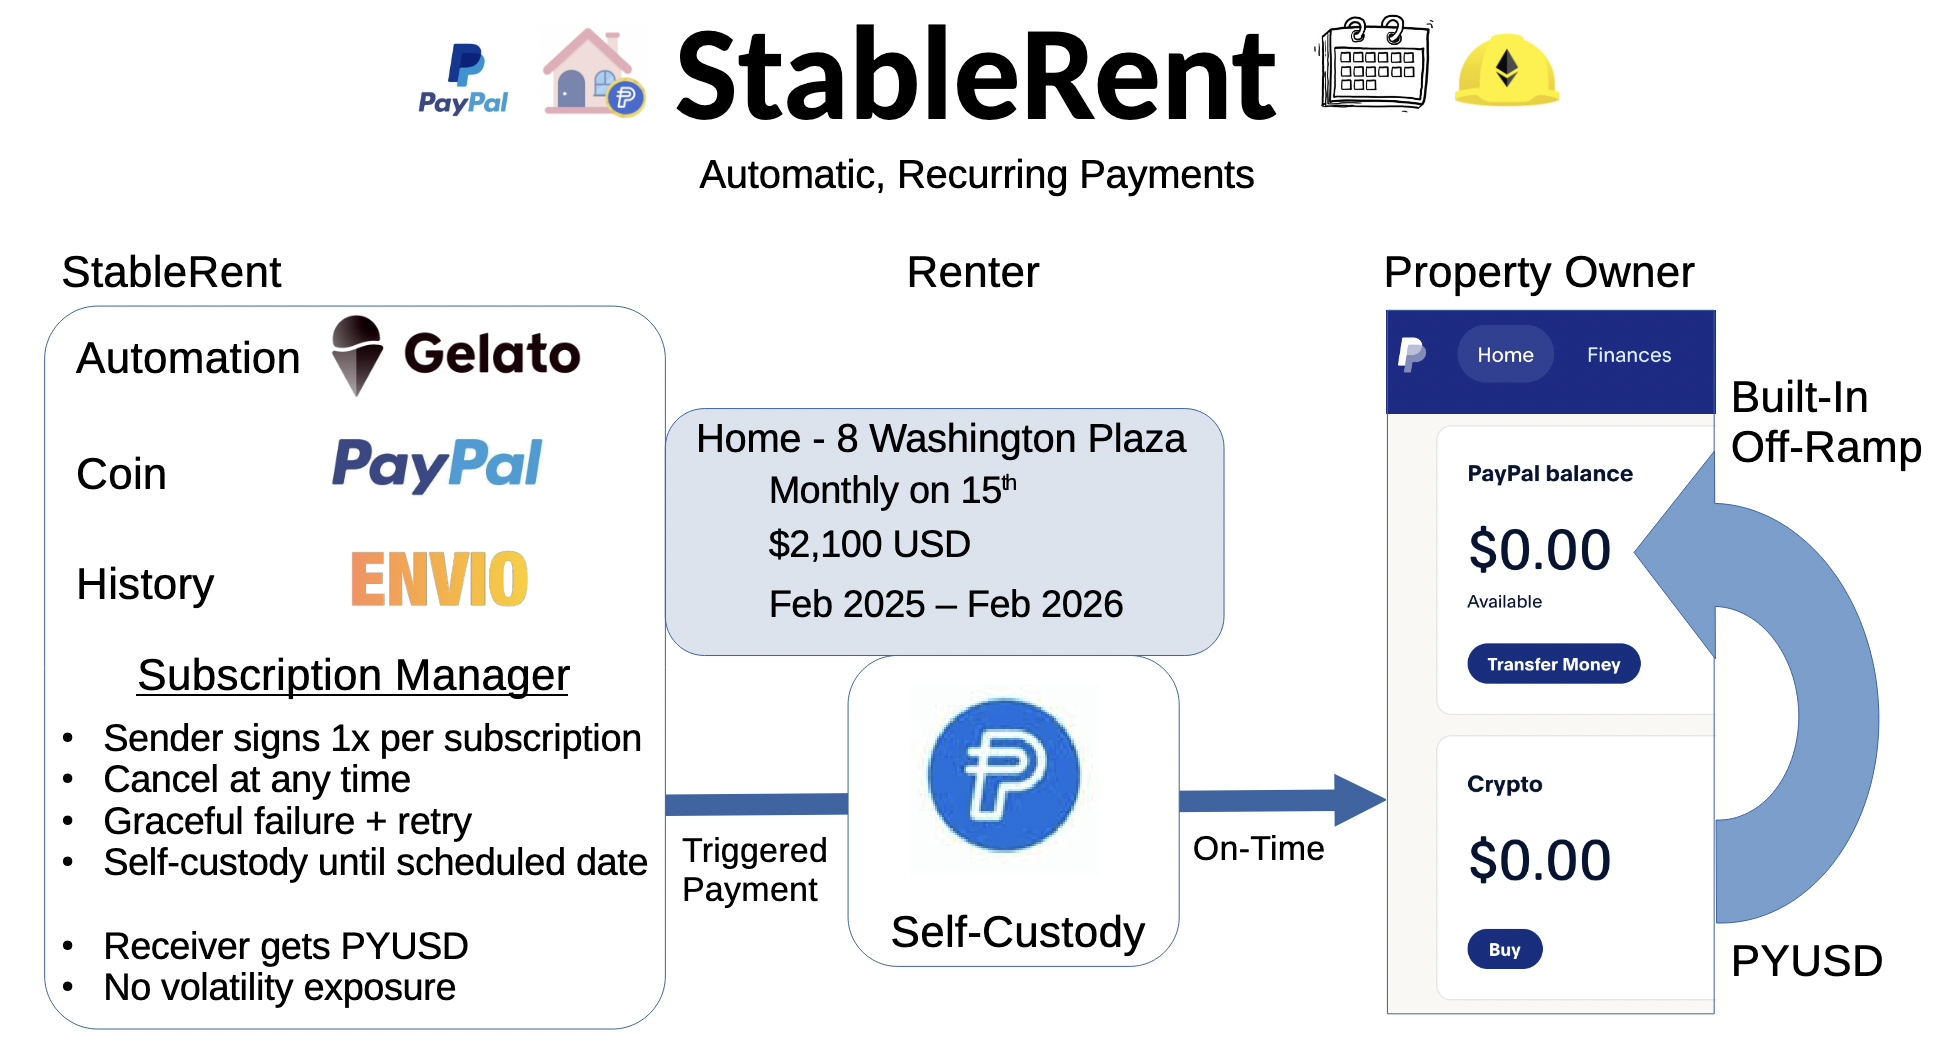 PayPal
StableRent
Automatic, Recurring Payments
StableRent
Automation Gelato
Coin PayPal
History ENVIO
Subscription Manager
• Sender signs 1x per subscription
• Cancel at any time
• Graceful failure + retry
• Self-custody until scheduled date
• Receiver gets PYUSD
• No volatility exposure
Renter
Home - 8 Washington Plaza
Monthly on 15th
$2,100 USD
Feb 2025 – Feb 2026
Triggered
Payment
Self-Custody
On-Time
Property Owner
Home Finances
PayPal balance
$0.00
Available
Transfer Money
Crypto
$0.00
Buy
Built-In
Off-Ramp
PYUSD